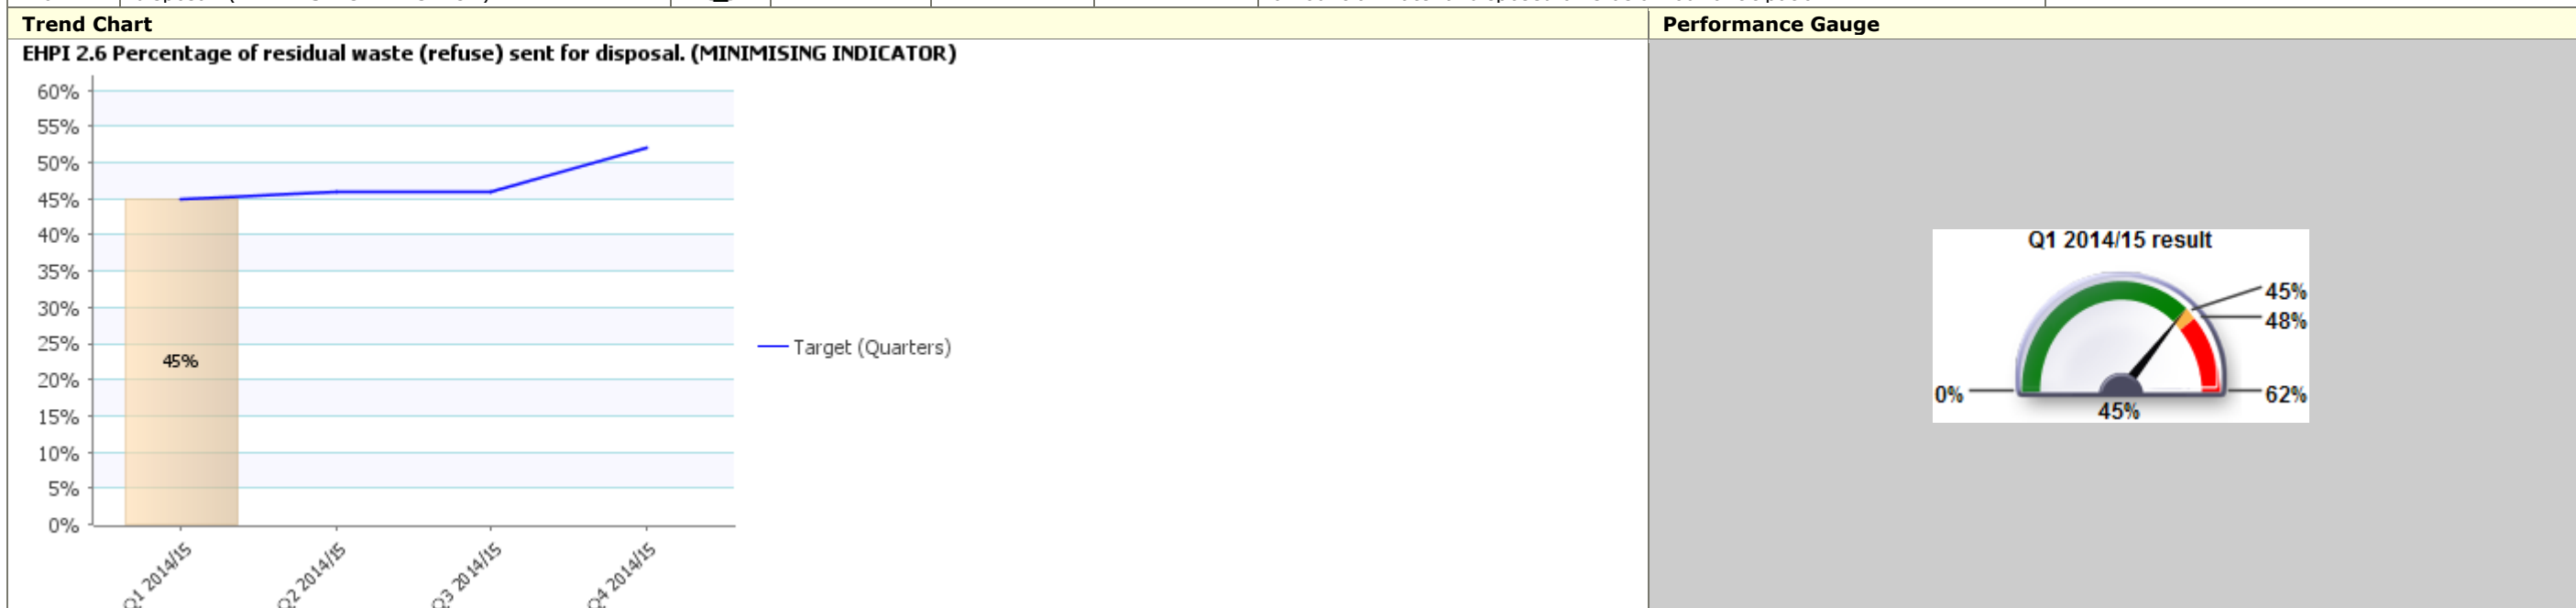 Trend Chart
Performance Gauge
EHPI 2.6 Percentage of residual waste (refuse) sent for disposal. (MINIMISING INDICATOR)
60%
55%
50%
45%
40%
35%
30%
25%
20%
15%
10%
5%
0%
45%
Q1 2014/15
Q2 2014/15
Q3 2014/15
Q4 2014/15
Target (Quarters)
Q1 2014/15 result
45%
48%
0%
62%
45%